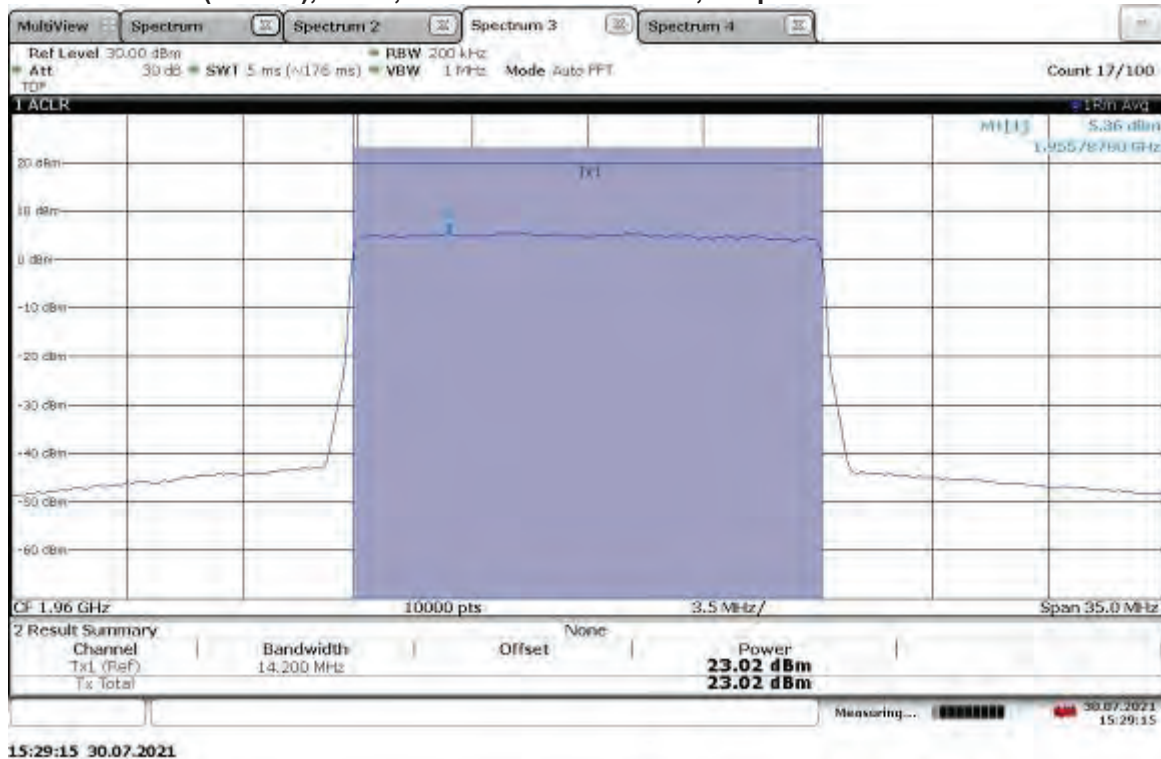 MultiView Spectrum Spectrum 2 Spectrum 3 Spectrum 4
Ref Level 30.00 dBm RBW 200 kHz
Att 30 dB SWT 5 ms (~176 ms) VBW 1 MHz Mode Auto FFT Count 17/100
TDF
1 ACLR 1Rm Avg
M1[1] 5.36 dBm
1.95578760 GHz
20 dBm
Tx1
10 dBm
0 dBm
-10 dBm
-20 dBm
-30 dBm
-40 dBm
-50 dBm
-60 dBm
CF 1.96 GHz 10000 pts 3.5 MHz/ Span 35.0 MHz
2 Result Summary None
Channel Bandwidth Offset Power
Tx1 (Ref) 14.200 MHz 23.02 dBm
Tx Total 23.02 dBm
Measuring... 30.07.2021
15:29:15
15:29:15 30.07.2021